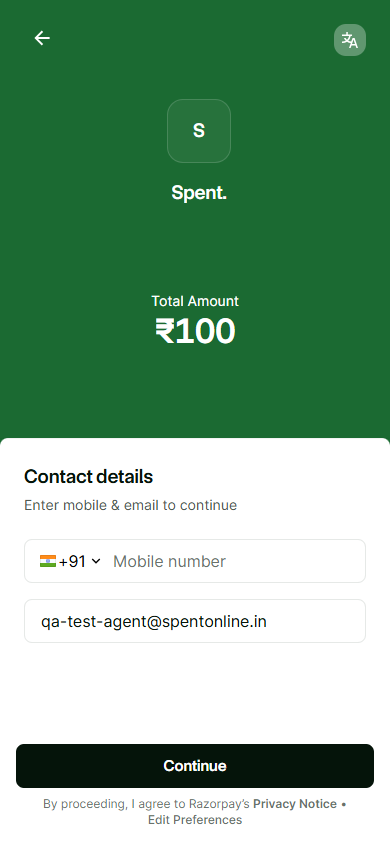 S
Spent.
Total Amount
₹100
Contact details
Enter mobile & email to continue
+91 Mobile number
qa-test-agent@spentonline.in
Continue
By proceeding, I agree to Razorpay's Privacy Notice •
Edit Preferences